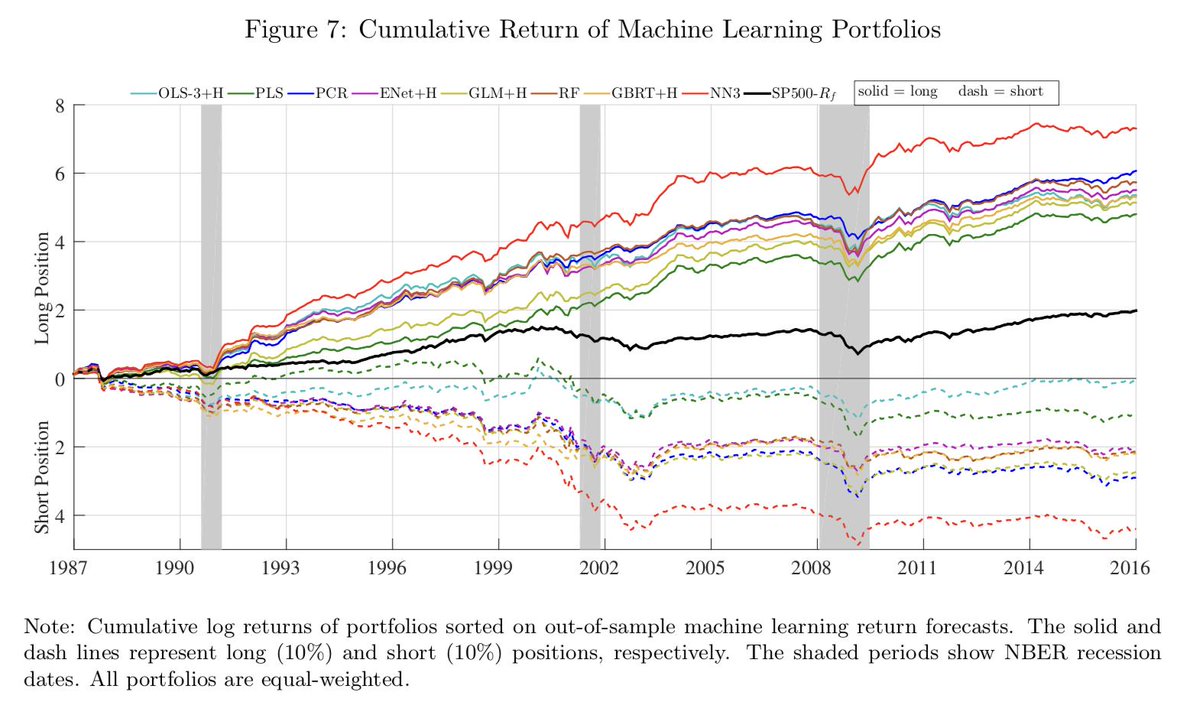 Figure 7: Cumulative Return of Machine Learning Portfolios
OLS-3+H PLS PCR ENet+H GLM+H RF GBRT+H NN3 SP500-Rf solid = long dash = short
8
6
4
2
0
2
4
Long Position
Short Position
1987 1990 1993 1996 1999 2002 2005 2008 2011 2014 2016
Note: Cumulative log returns of portfolios sorted on out-of-sample machine learning return forecasts. The solid and
dash lines represent long (10%) and short (10%) positions, respectively. The shaded periods show NBER recession
dates. All portfolios are equal-weighted.